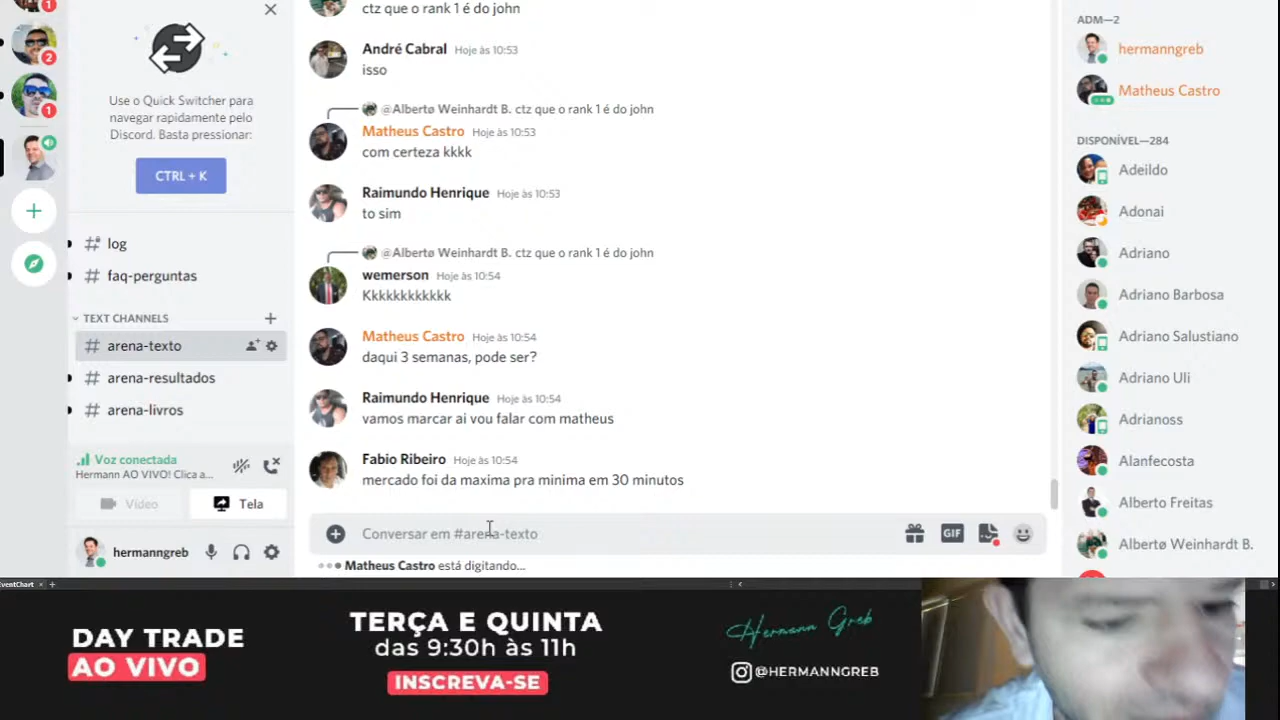 1
2
1
Use o Quick Switcher para
navegar rapidamente pelo
Discord. Basta pressionar:
CTRL + K
log
faq-perguntas
TEXT CHANNELS
arena-texto
arena-resultados
arena-livros
Voz conectada
Hermann AO VIVO! Clica a...
Vídeo
Tela
hermanngreb
ctz que o rank 1 é do john
André Cabral Hoje às 10:53
isso
@Albertø Weinhardt B. ctz que o rank 1 é do john
Matheus Castro Hoje às 10:53
com certeza kkkk
Raimundo Henrique Hoje às 10:53
to sim
@Albertø Weinhardt B. ctz que o rank 1 é do john
wemerson Hoje às 10:54
Kkkkkkkkkkk
Matheus Castro Hoje às 10:54
daqui 3 semanas, pode ser?
Raimundo Henrique Hoje às 10:54
vamos marcar ai vou falar com matheus
Fabio Ribeiro Hoje às 10:54
mercado foi da maxima pra minima em 30 minutos
Conversar em #arena-texto
GIF
Matheus Castro está digitando...
ADM—2
hermanngreb
Matheus Castro
DISPONÍVEL—284
Adeildo
Adonai
Adriano
Adriano Barbosa
Adriano Salustiano
Adriano Uli
Adrianoss
Alanfecosta
Alberto Freitas
Albertø Weinhardt B.
EventChart
DAY TRADE
AO VIVO
TERÇA E QUINTA
das 9:30h às 11h
INSCREVA-SE
Hermann Greb
@HERMANNGREB